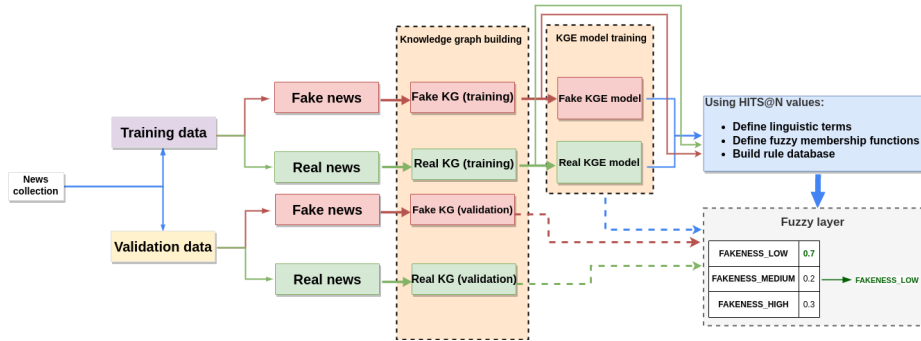 Knowledge graph building
KGE model training
Fake news
Fake KG (training)
Fake KGE model
Training data
Real news
Real KG (training)
Real KGE model
Using HITS@N values:
• Define linguistic terms
• Define fuzzy membership functions
• Build rule database
News
collection
Fake news
Fake KG (validation)
Validation data
Real news
Real KG (validation)
Fuzzy layer
FAKENESS_LOW 0.7
FAKENESS_MEDIUM 0.2
FAKENESS_LOW
FAKENESS_HIGH 0.3